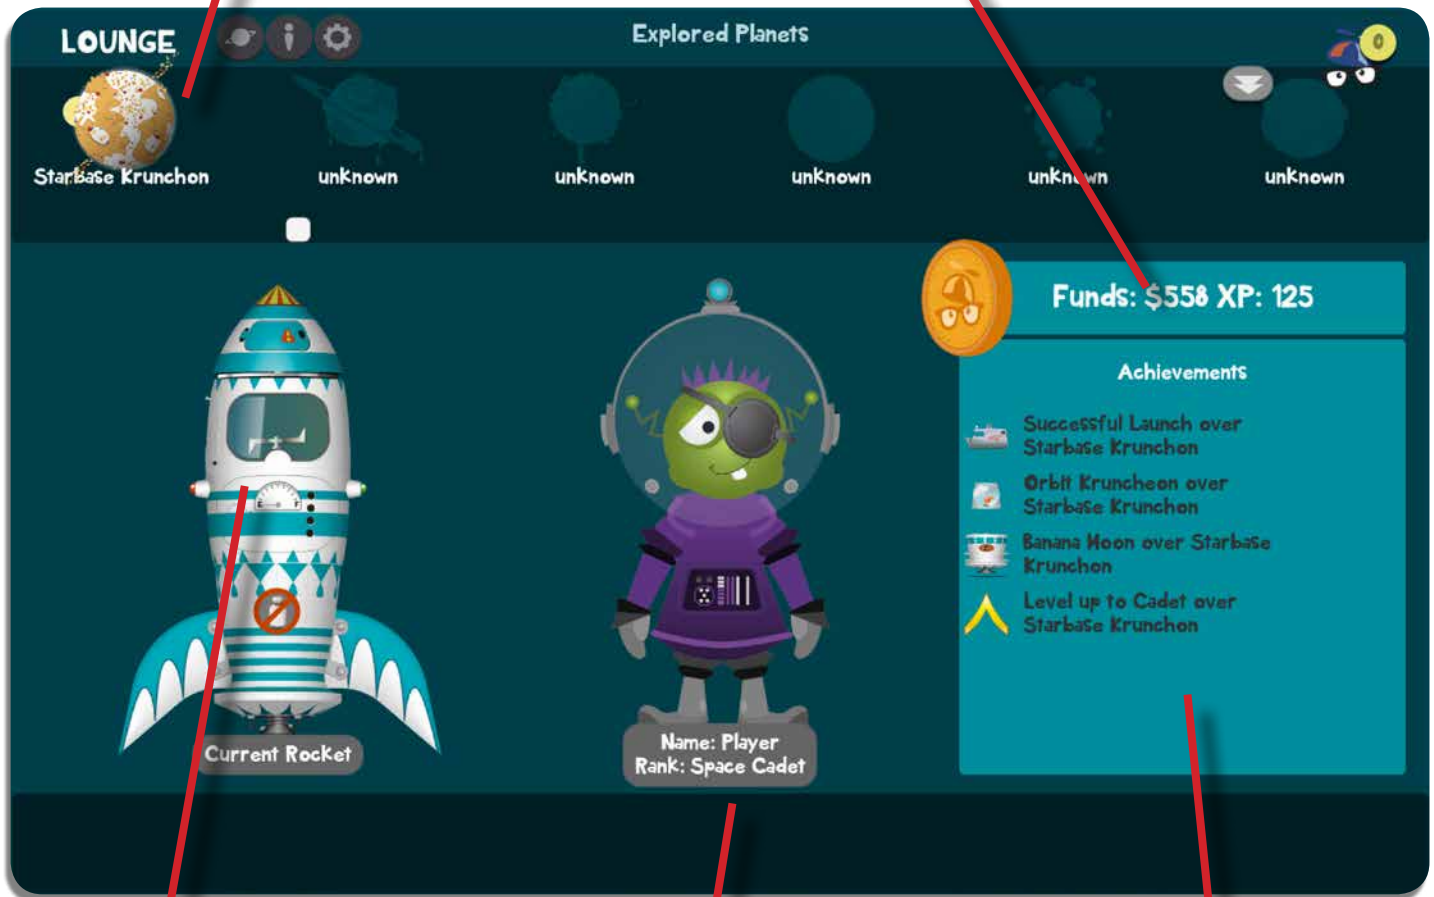 LOUNGE
Explored Planets
0
Starbase Krunchon
unknown
unknown
unknown
unknown
unknown
Funds: $558 XP: 125
Achievements
Successful Launch over
Starbase Krunchon
Orbit Kruncheon over
Starbase Krunchon
Banana Moon over Starbase
Krunchon
Level up to Cadet over
Starbase Krunchon
Current Rocket
Name: Player
Rank: Space Cadet